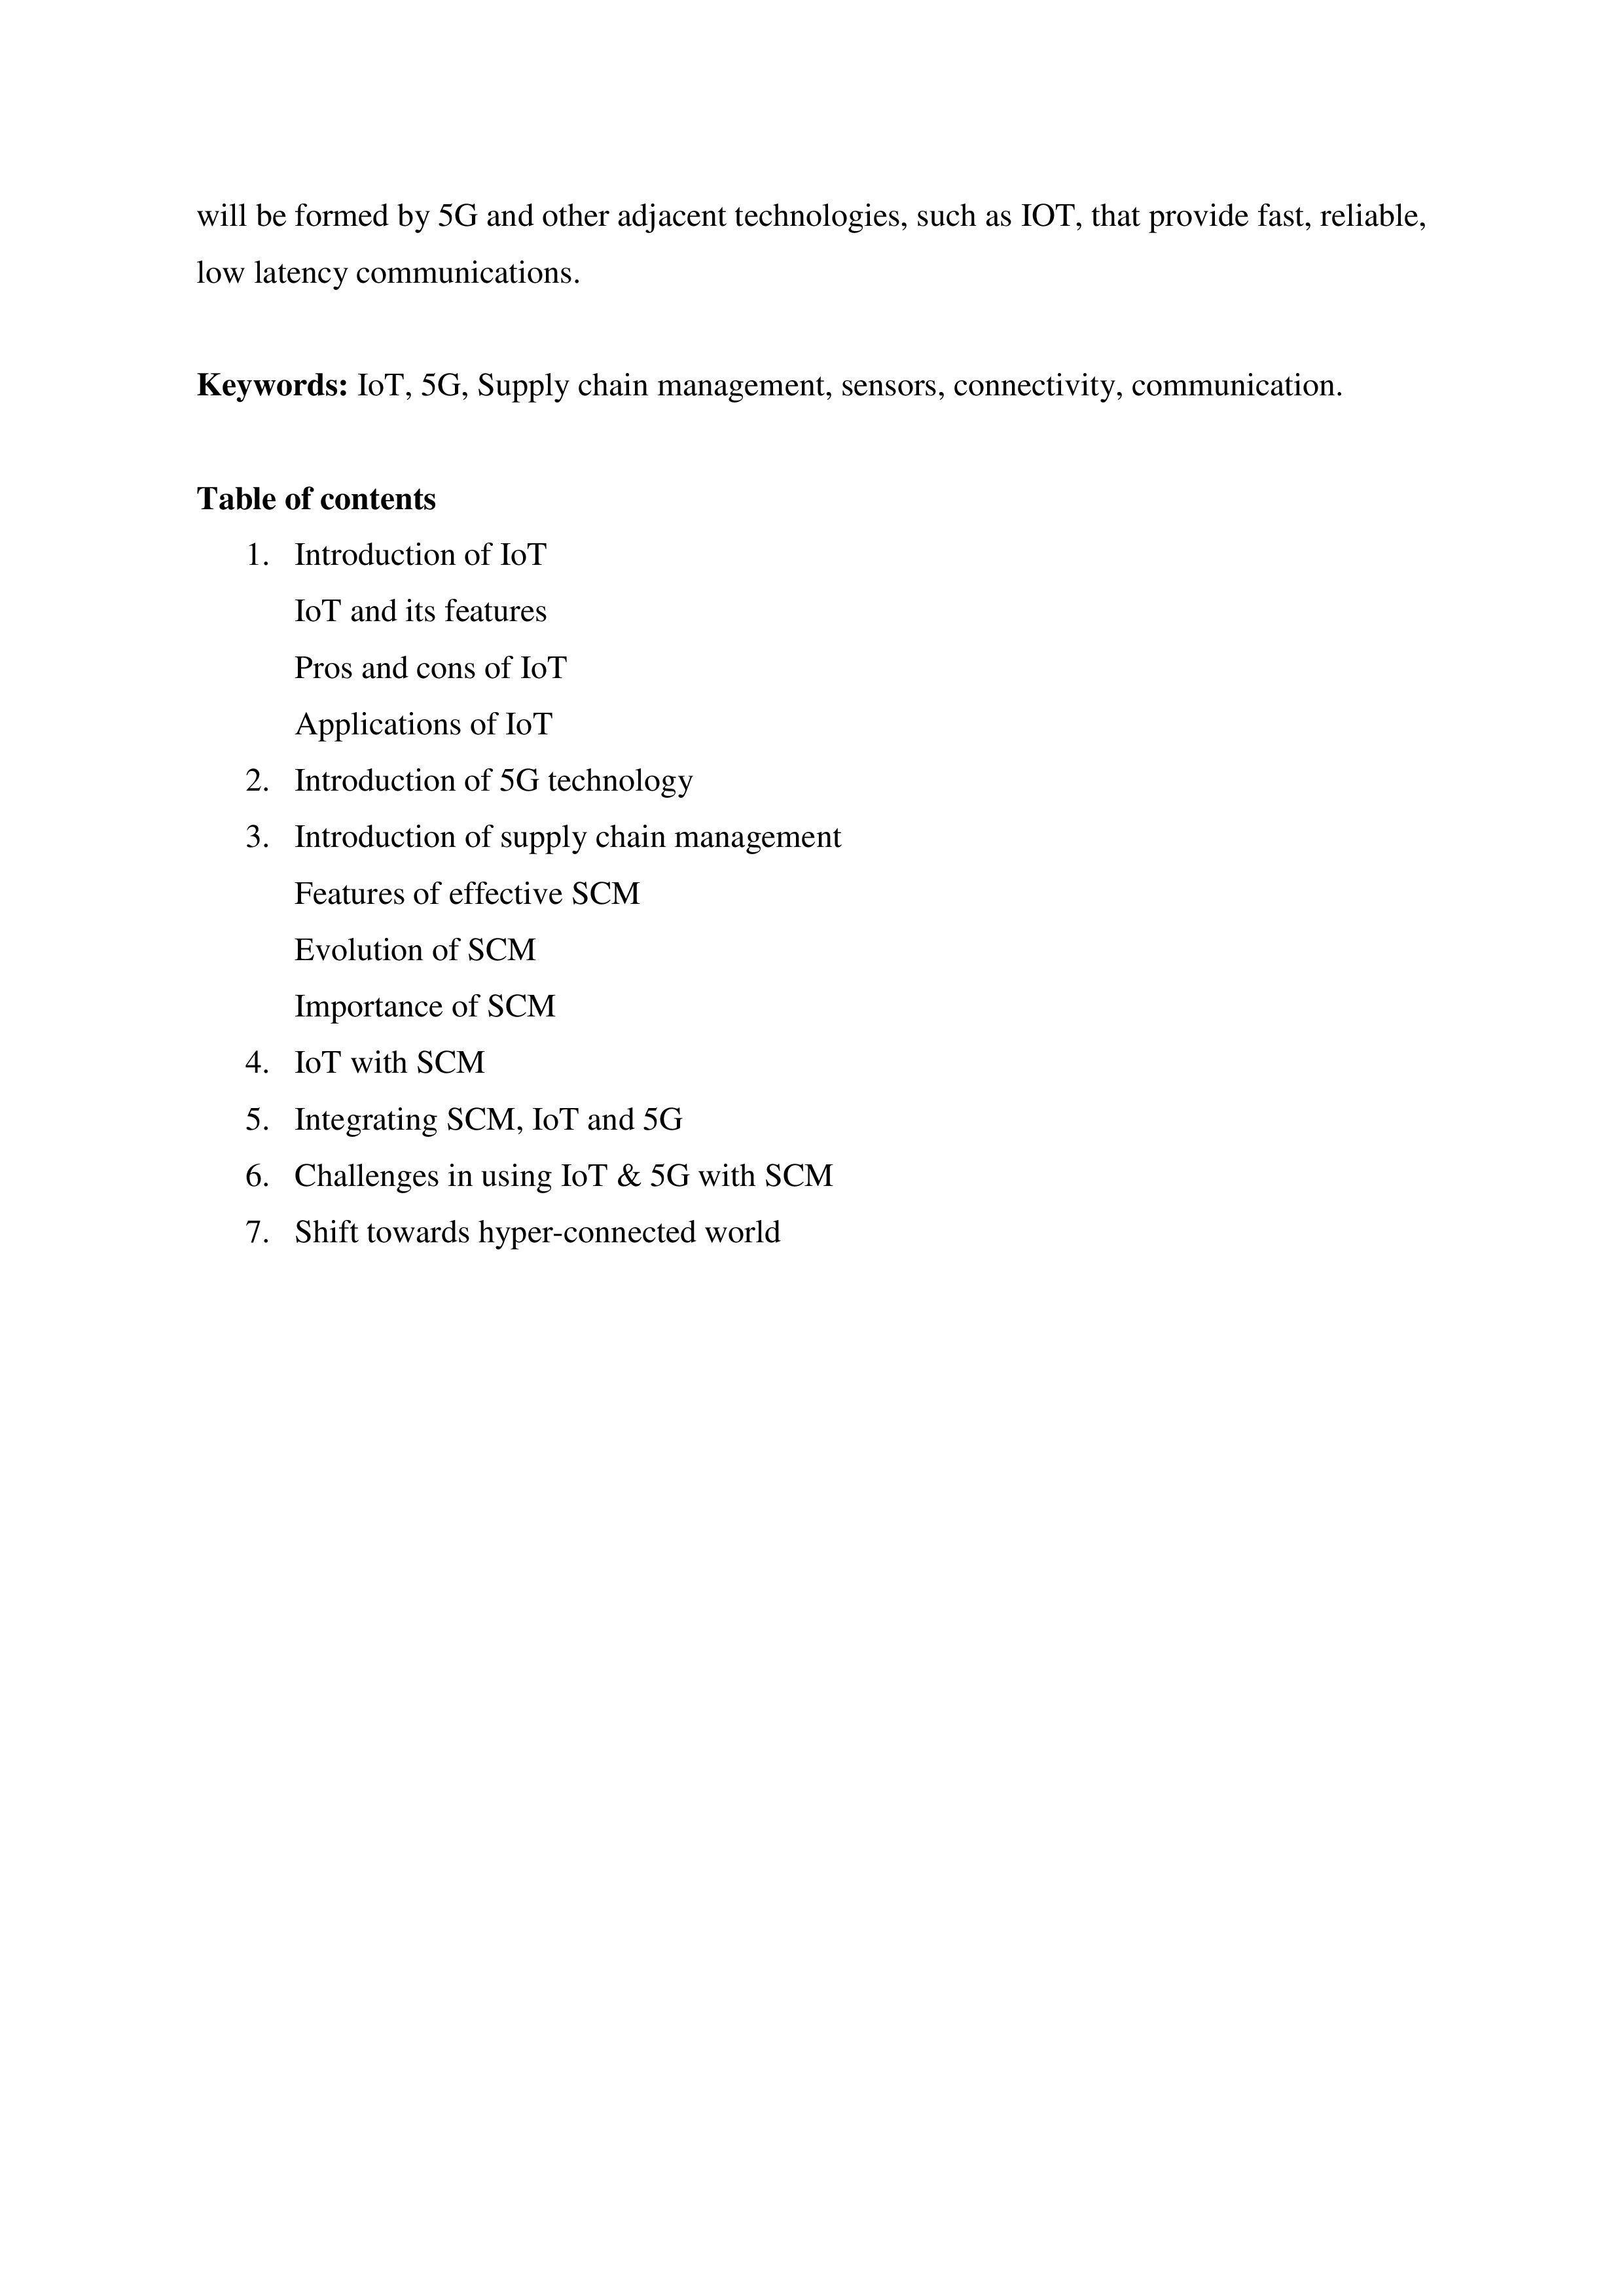 will be formed by 5G and other adjacent technologies, such as IOT, that provide fast, reliable,
low latency communications.
Keywords: IoT, 5G, Supply chain management, sensors, connectivity, communication.
Table of contents
1. Introduction of IoT
IoT and its features
Pros and cons of IoT
Applications of IoT
2. Introduction of 5G technology
3. Introduction of supply chain management
Features of effective SCM
Evolution of SCM
Importance of SCM
4. IoT with SCM
5. Integrating SCM, IoT and 5G
6. Challenges in using IoT & 5G with SCM
7. Shift towards hyper-connected world